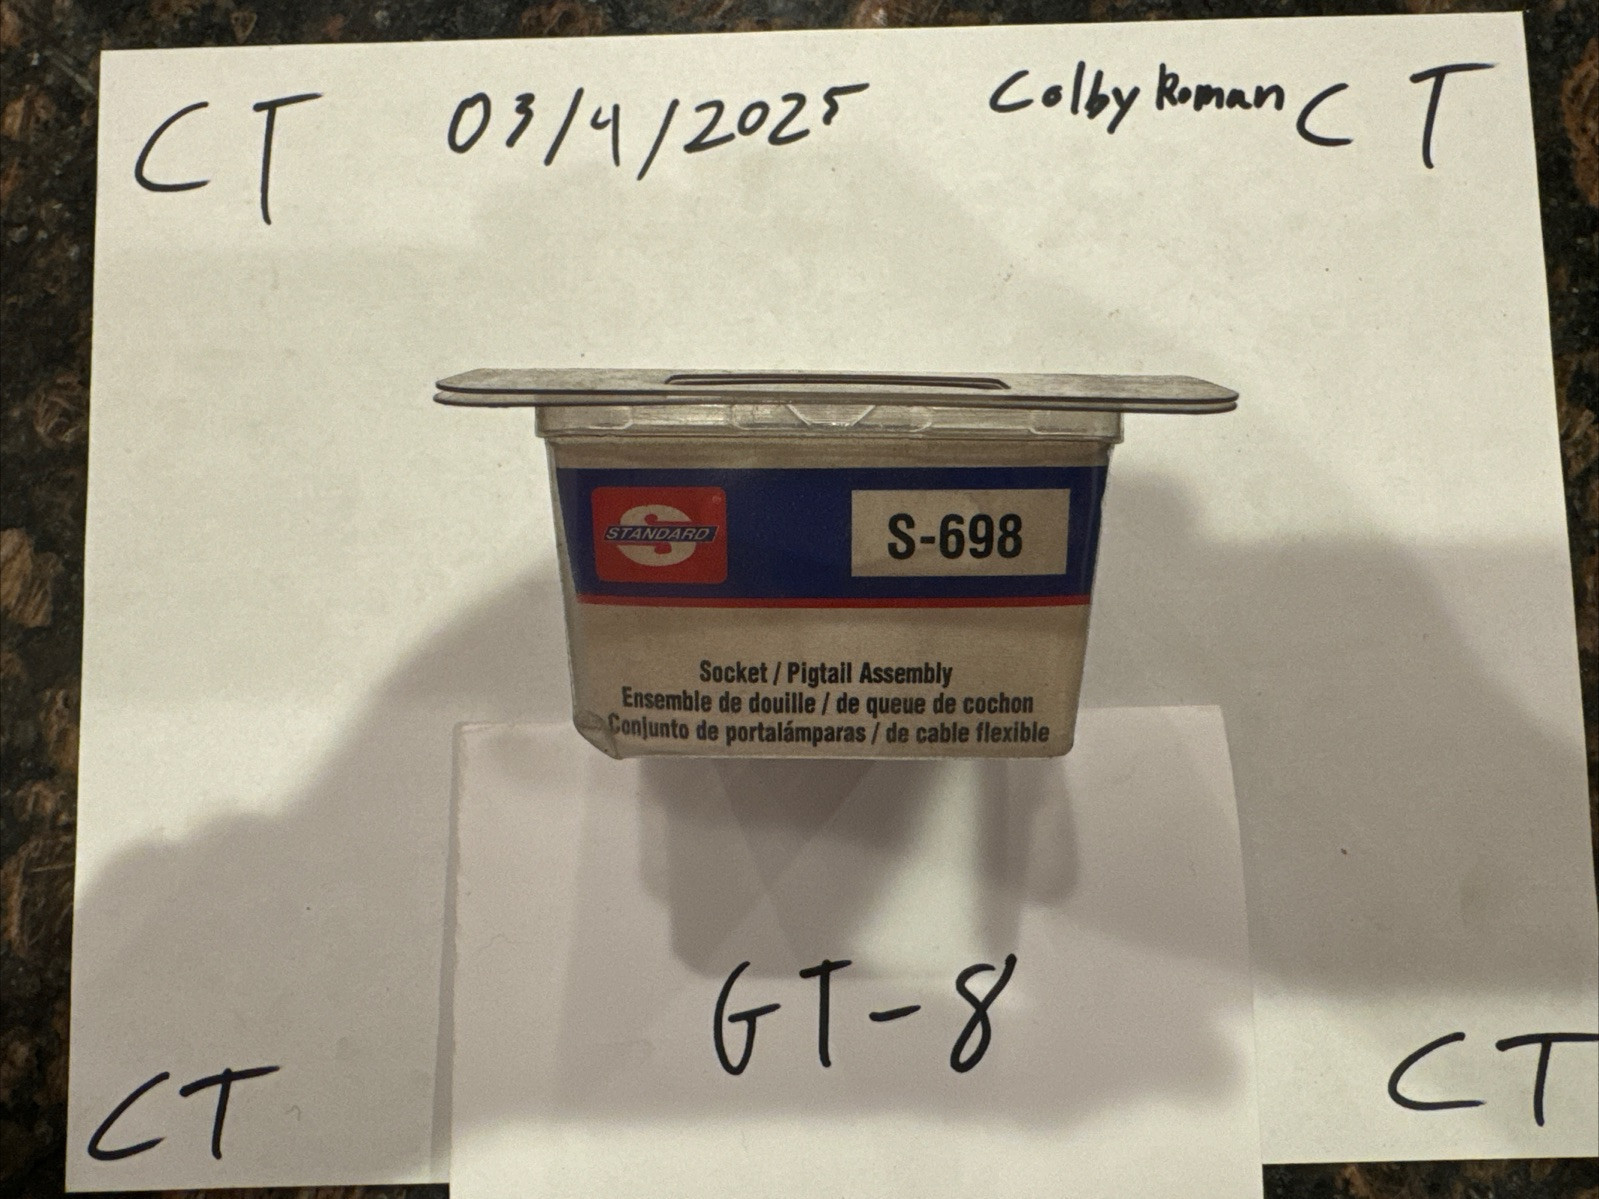 CT 03/4/2025 Colby Roman CT
STANDARD S-698
Socket / Pigtail Assembly
Ensemble de douille / de queue de cochon
Conjunto de portalámparas / de cable flexible
GT-8
CT CT